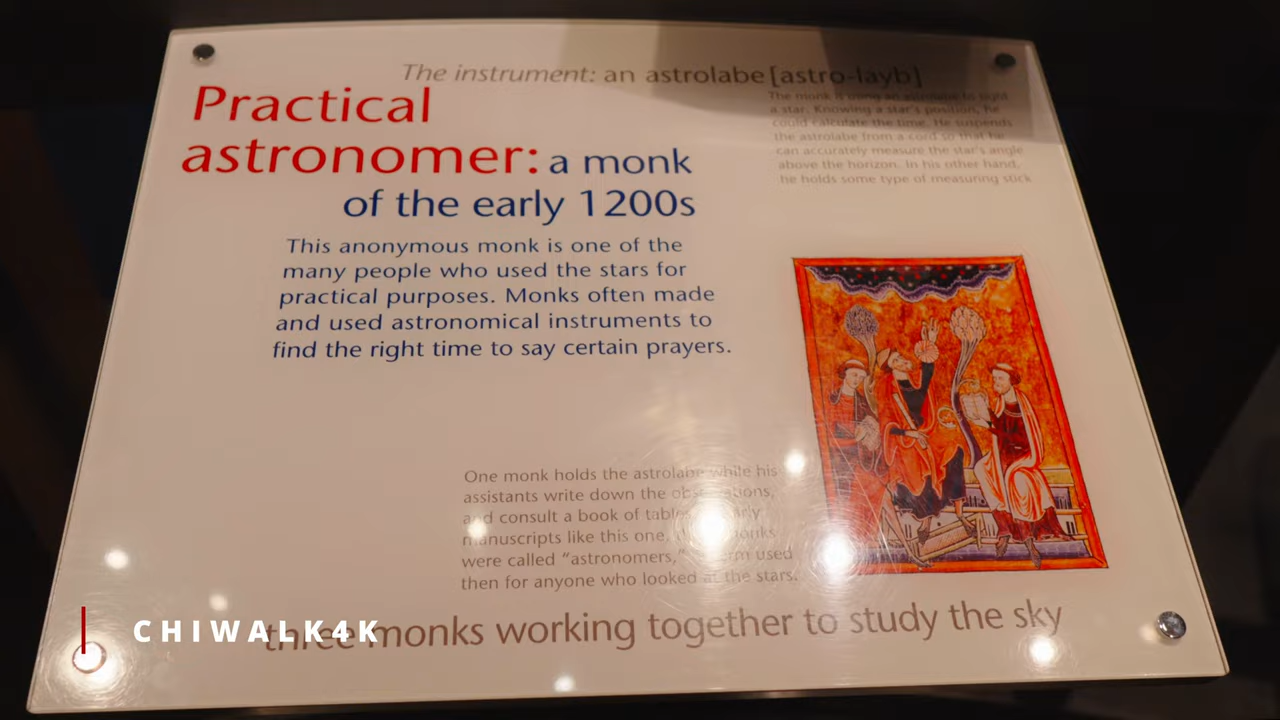 The instrument: an astrolabe [astro-layb]
Practical
astronomer: a monk
of the early 1200s
This anonymous monk is one of the
many people who used the stars for
practical purposes. Monks often made
and used astronomical instruments to
find the right time to say certain prayers.
The monk is using an astrolabe to sight
a star. Knowing a star's position, he
could calculate the time. He suspends
the astrolabe from a cord so that he
can accurately measure the star's angle
above the horizon. In his other hand,
he holds some type of measuring stick
One monk holds the astrolabe while his
assistants write down the observations,
and consult a book of tables.
manuscripts like this one, monks
were called "astronomers," used
then for anyone who looked at the stars.
three monks working together to study the sky
CHIWALK4K